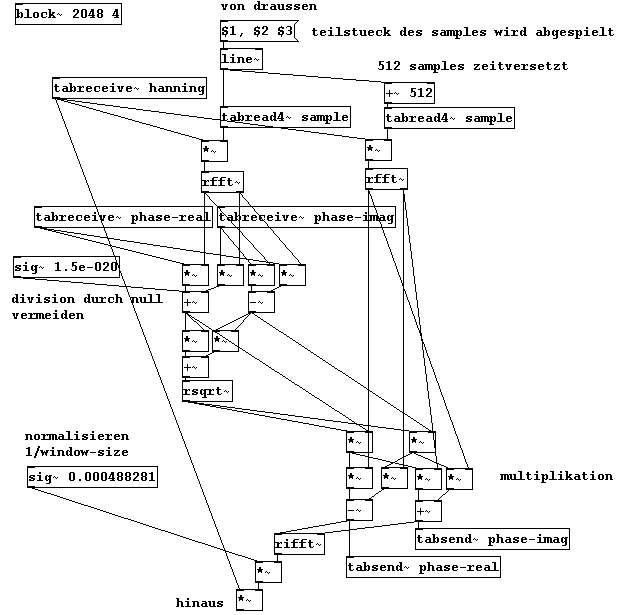 von draussen
block~ 2048 4
$1, $2 $3
teilstueck des samples wird abgespielt
line~
512 samples zeitversetzt
tabreceive~ hanning
+~ 512
tabread4~ sample
tabread4~ sample
*~
*~
rfft~
rfft~
tabreceive~ phase-real
tabreceive~ phase-imag
sig~ 1.5e-020
*~
*~
*~
*~
division durch null
vermeiden
+~
-~
*~
*~
+~
rsqrt~
normalisieren
1/window-size
*~
*~
sig~ 0.000488281
*~
*~
*~
*~
multiplikation
-~
+~
rifft~
tabsend~ phase-imag
*~
tabsend~ phase-real
hinaus
*~